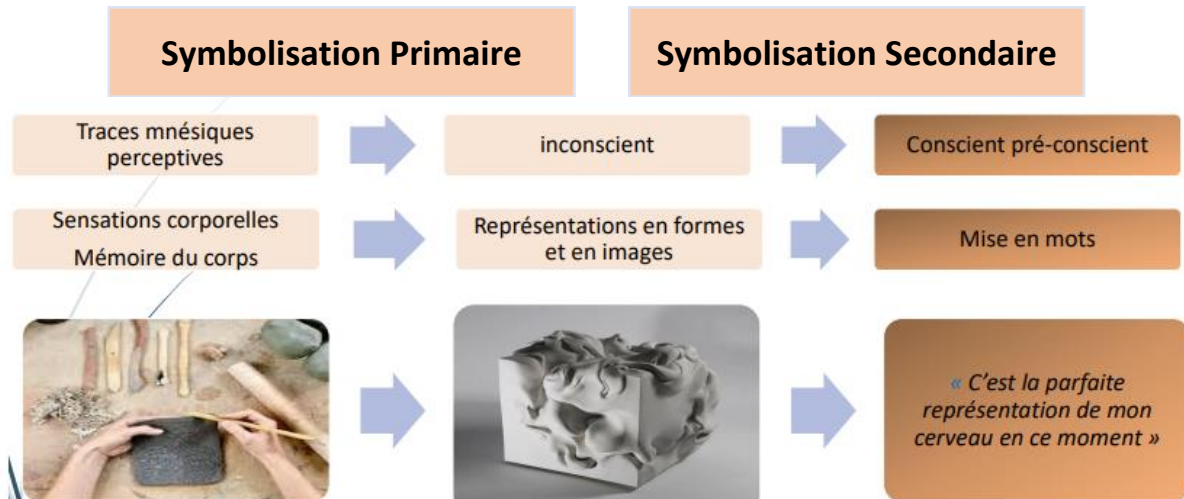 Symbolisation Primaire
Symbolisation Secondaire
Traces mnésiques
perceptives
inconscient
Conscient pré-conscient
Sensations corporelles
Mémoire du corps
Représentations en formes
et en images
Mise en mots
« C’est la parfaite
représentation de mon
cerveau en ce moment »